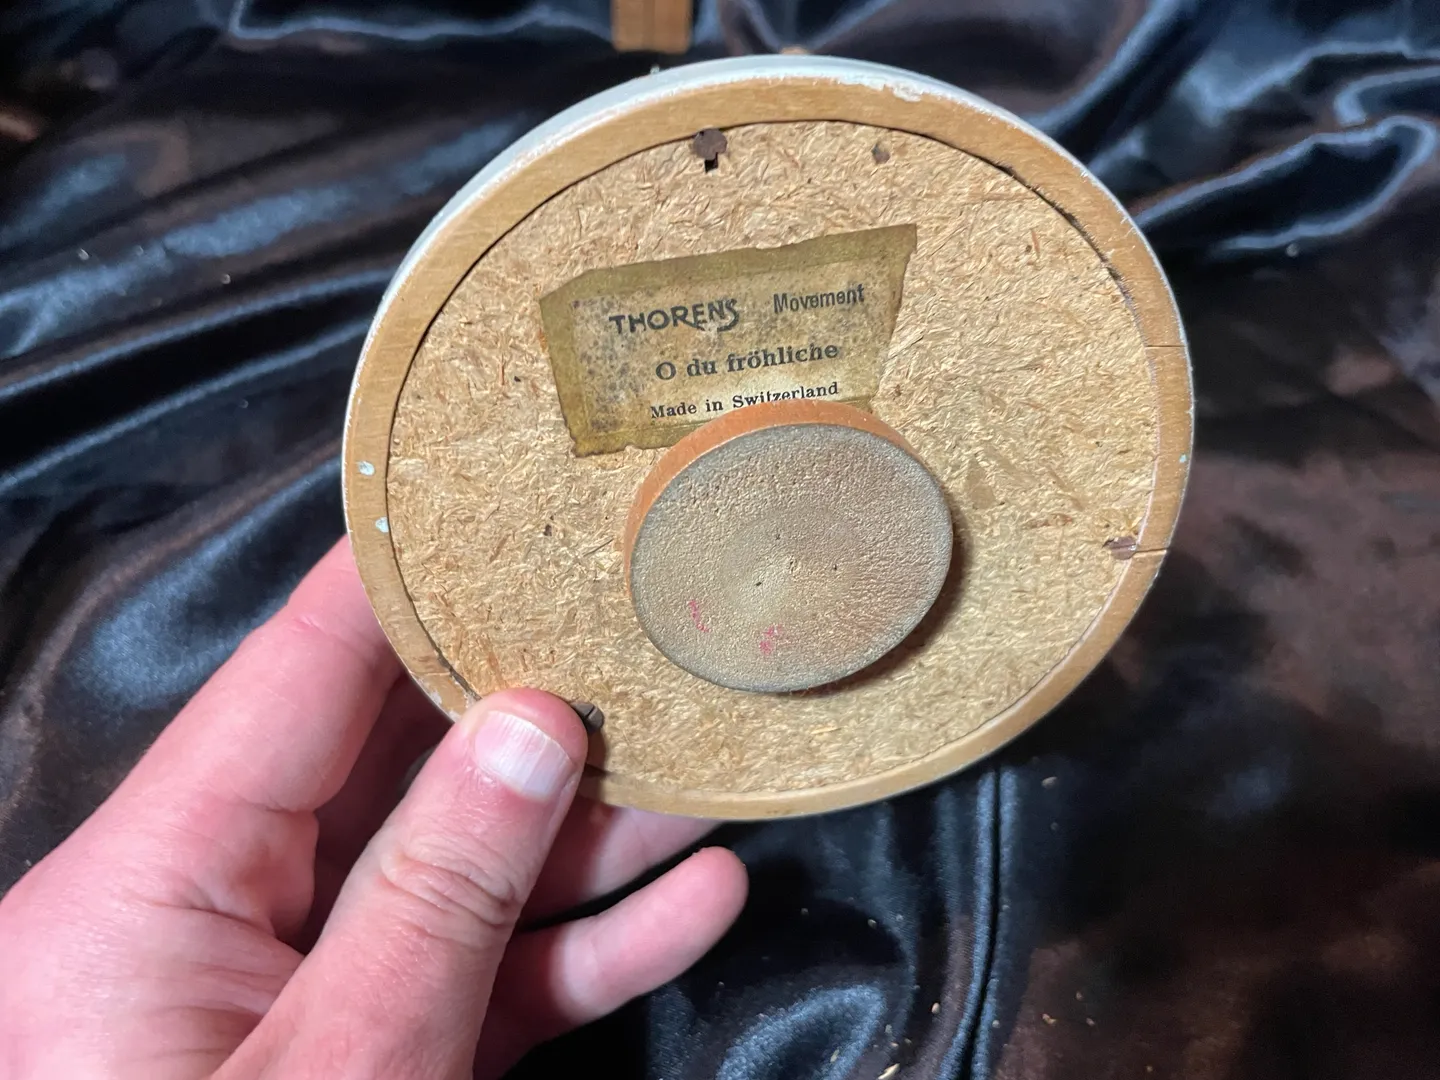 THORENS Movement
O du fröhliche
Made in Switzerland